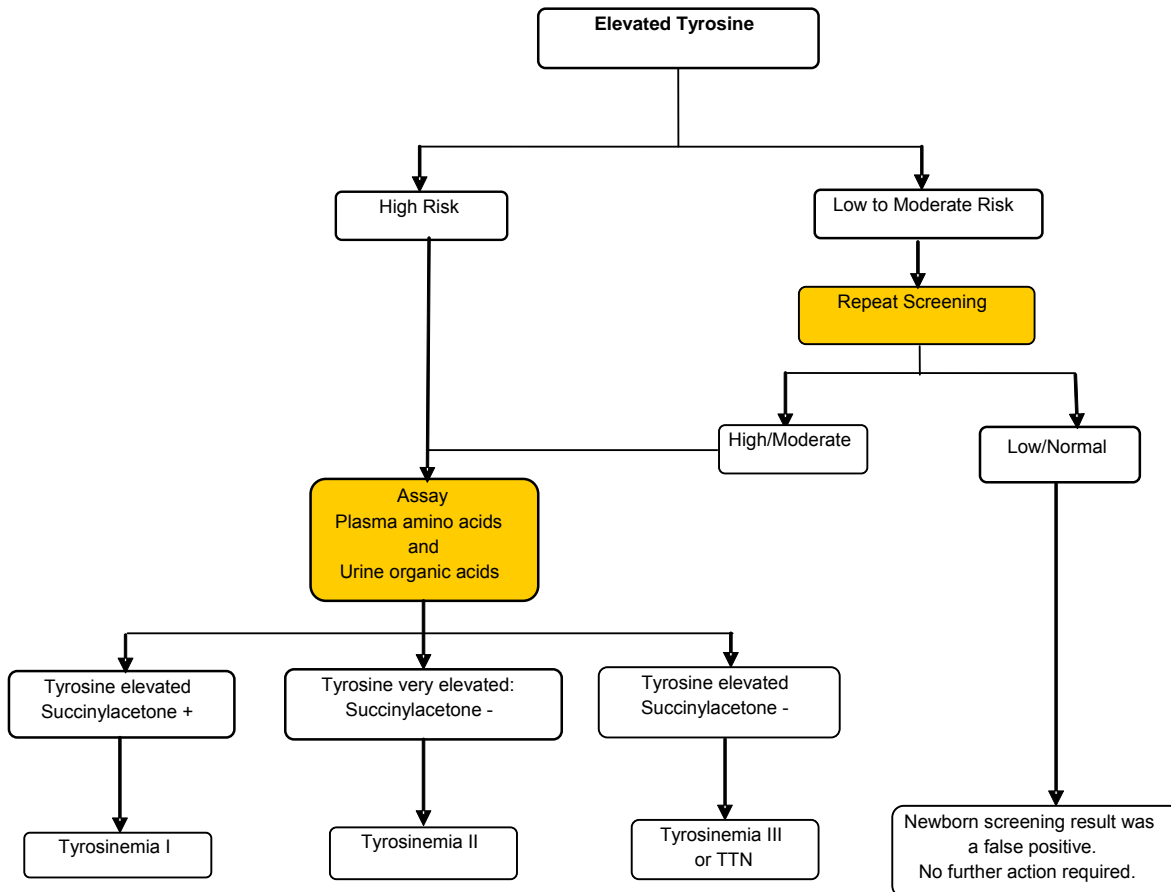 Elevated Tyrosine
High Risk
Low to Moderate Risk
Repeat Screening
High/Moderate
Low/Normal
Assay
Plasma amino acids
and
Urine organic acids
Tyrosine elevated
Succinylacetone +
Tyrosine very elevated:
Succinylacetone -
Tyrosine elevated
Succinylacetone -
Tyrosinemia I
Tyrosinemia II
Tyrosinemia III
or TTN
Newborn screening result was
a false positive.
No further action required.